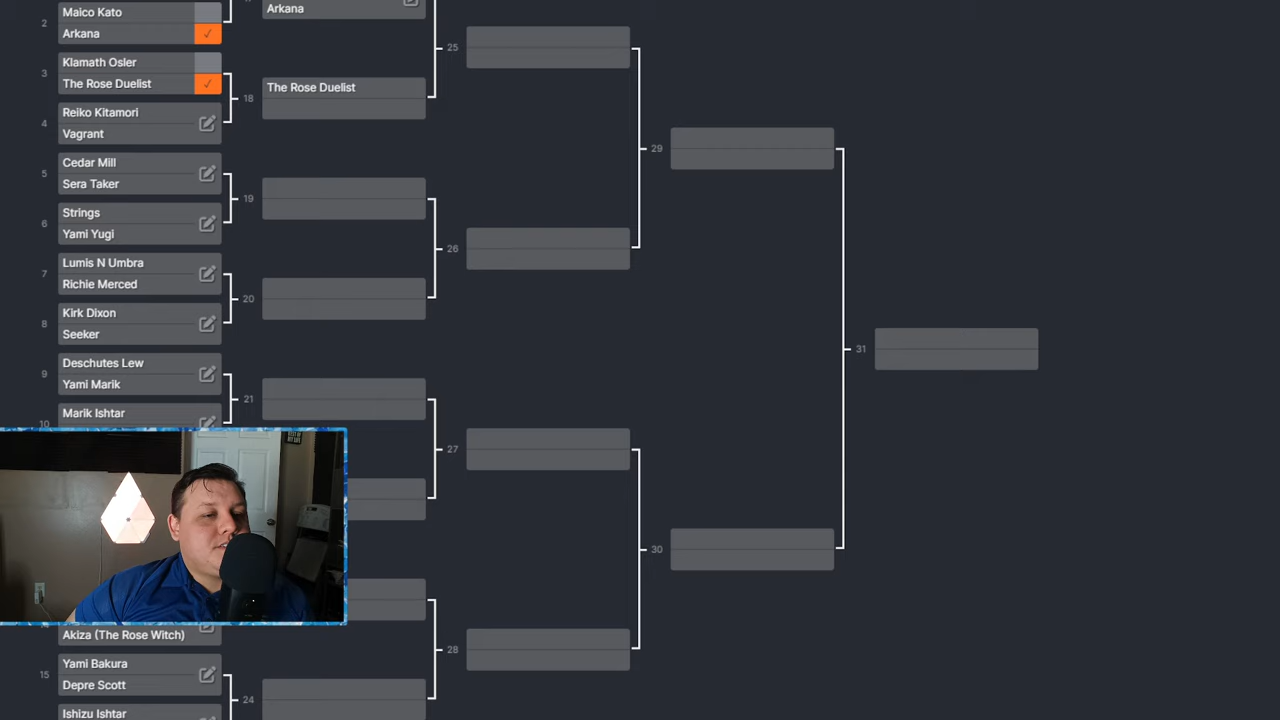 2
Maico Kato
Arkana
3
Klamath Osler
The Rose Duelist
4
Reiko Kitamori
Vagrant
5
Cedar Mill
Sera Taker
6
Strings
Yami Yugi
7
Lumis N Umbra
Richie Merced
8
Kirk Dixon
Seeker
9
Deschutes Lew
Yami Marik
10
Marik Ishtar
Akiza (The Rose Witch)
15
Yami Bakura
Depre Scott
Ishizu Ishtar
Arkana
18
The Rose Duelist
19
20
21
24
25
26
27
28
29
30
31